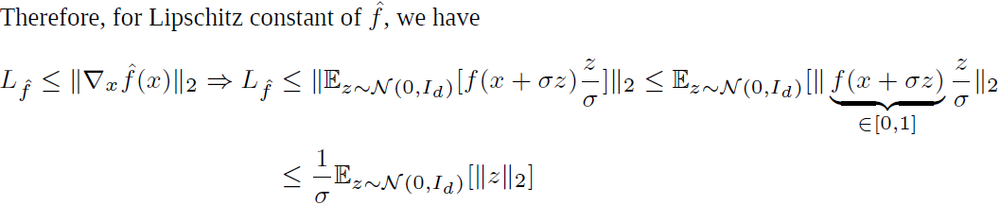 Therefore, for Lipschitz constant of $\hat{f}$, we have
$L_{\hat{f}} \leq \|\nabla_x \hat{f}(x)\|_2 \Rightarrow L_{\hat{f}} \leq \|\mathbb{E}_{z \sim \mathcal{N}(0, I_d)}[f(x + \sigma z)\frac{z}{\sigma}]\|_2 \leq \mathbb{E}_{z \sim \mathcal{N}(0, I_d)}[\| \underbrace{f(x + \sigma z)}_{\in [0,1]} \frac{z}{\sigma}\|_2$
$\leq \frac{1}{\sigma}\mathbb{E}_{z \sim \mathcal{N}(0, I_d)}[\|z\|_2]$